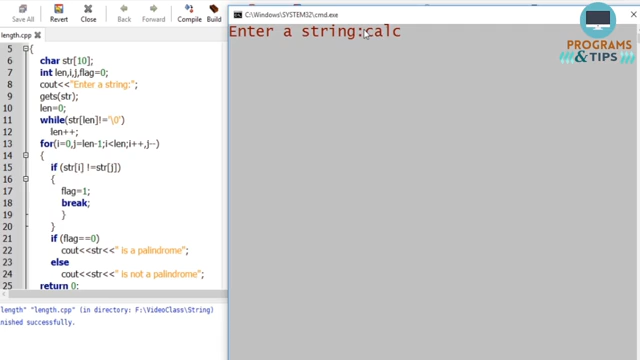 Save All
Revert
Close
Compile
Build
C:\Windows\SYSTEM32\cmd.exe
length.cpp
Enter a string:calc
PROGRAMS
& TIPS
5 {
6 char str[10];
7 int len,i,j,flag=0;
8 cout<<"Enter a string:";
9 gets(str);
10 len=0;
11 while(str[len]!='\0')
12 len++;
13 for(i=0,j=len-1;i<len;i++,j--)
14 {
15 if (str[i] !=str[j])
16 {
17 flag=1;
18 break;
19 }
20 }
21 if (flag==0)
22 cout<<str<<" is a palindrome";
23 else
24 cout<<str<<" is not a palindrome";
25 return 0;
length" "length.cpp" (in directory: F:\VideoClass\String)
nished successfully.